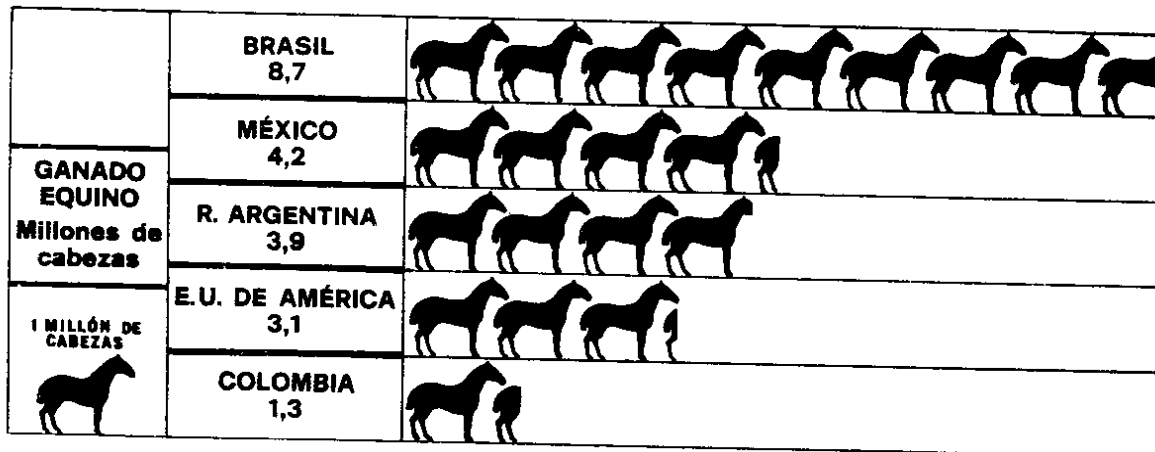 GANADO
EQUINO
Millones de
cabezas
1 MILLÓN DE
CABEZAS
BRASIL
8,7
MÉXICO
4,2
R. ARGENTINA
3,9
E.U. DE AMÉRICA
3,1
COLOMBIA
1,3